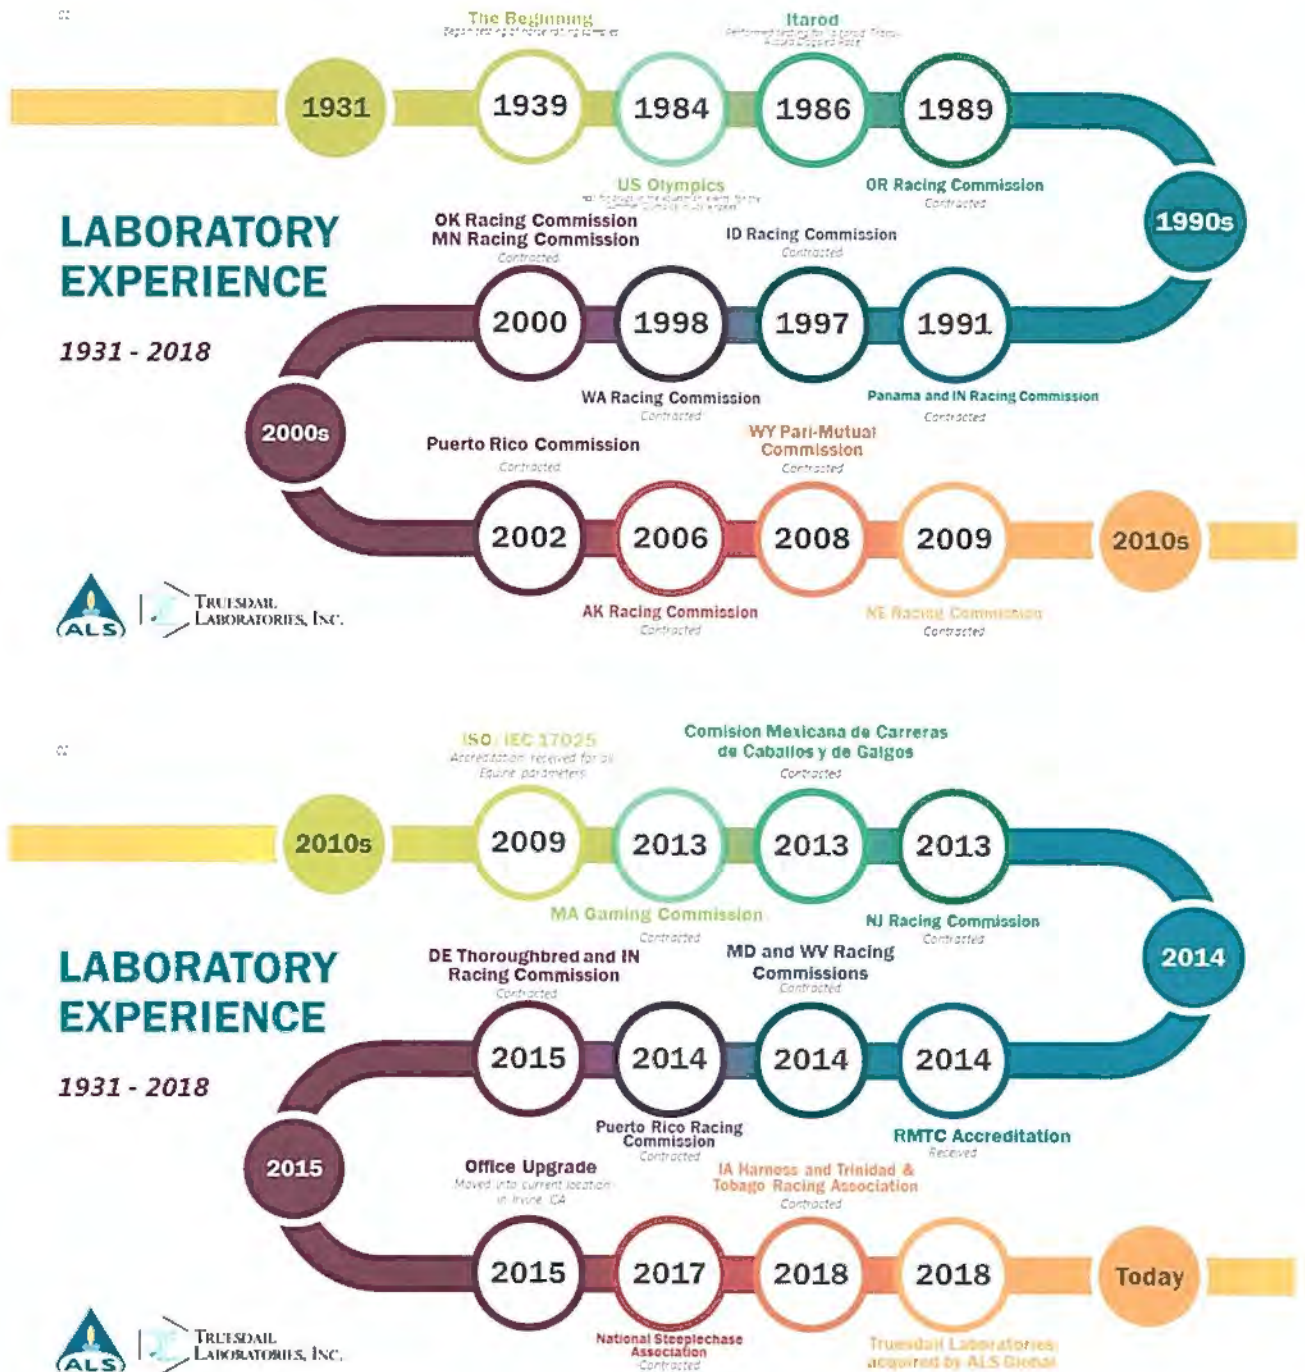 The Beginning
Itarod
1931
1939
1984
1986
1989
US Olympics
OR Racing Commission
Contracted
1990s
LABORATORY
EXPERIENCE
1931 - 2018
OK Racing Commission
MN Racing Commission
Contracted
ID Racing Commission
Contracted
2000
1998
1997
1991
WA Racing Commission
Contracted
Panama and IN Racing Commission
Contracted
2000s
Puerto Rico Commission
Contracted
WY Pari-Mutual
Commission
Contracted
2002
2006
2008
2009
2010s
AK Racing Commission
Contracted
NE Racing Commission
Contracted
ALS
TRUESDAIL
LABORATORIES, INC.
ISO/IEC 17025
Accreditation received for all
Equine parameters
Comision Mexicana de Carreras
de Caballos y de Galgos
Contracted
2010s
2009
2013
2013
2013
MA Gaming Commission
Contracted
NJ Racing Commission
Contracted
2014
LABORATORY
EXPERIENCE
1931 - 2018
DE Thoroughbred and IN
Racing Commission
Contracted
MD and WV Racing
Commissions
Contracted
2015
2014
2014
2014
Puerto Rico Racing
Commission
Contracted
RMTC Accreditation
Received
2015
Office Upgrade
Moved into current location
in Irvine, CA
IA Harness and Trinidad &
Tobago Racing Association
Contracted
2015
2017
2018
2018
Today
National Steeplechase
Association
Contracted
Truesdail Laboratories
acquired by ALS Global
ALS
TRUESDAIL
LABORATORIES, INC.